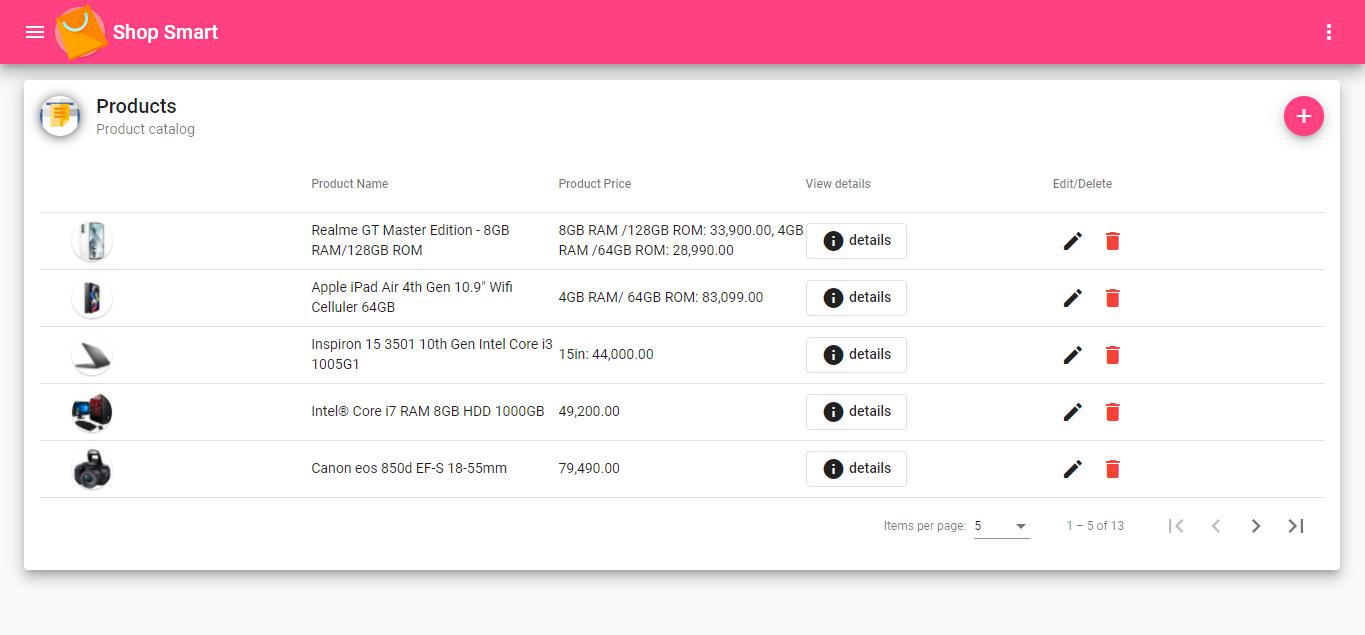 Shop Smart
Products
Product catalog
Product Name Product Price View details Edit/Delete
Realme GT Master Edition - 8GB
RAM/128GB ROM
8GB RAM /128GB ROM: 33,900.00, 4GB
RAM /64GB ROM: 28,990.00
details
Apple iPad Air 4th Gen 10.9" Wifi
Celluler 64GB
4GB RAM/ 64GB ROM: 83,099.00
details
Inspiron 15 3501 10th Gen Intel Core i3
1005G1
15in: 44,000.00
details
Intel® Core i7 RAM 8GB HDD 1000GB
49,200.00
details
Canon eos 850d EF-S 18-55mm
79,490.00
details
Items per page: 5 1 – 5 of 13